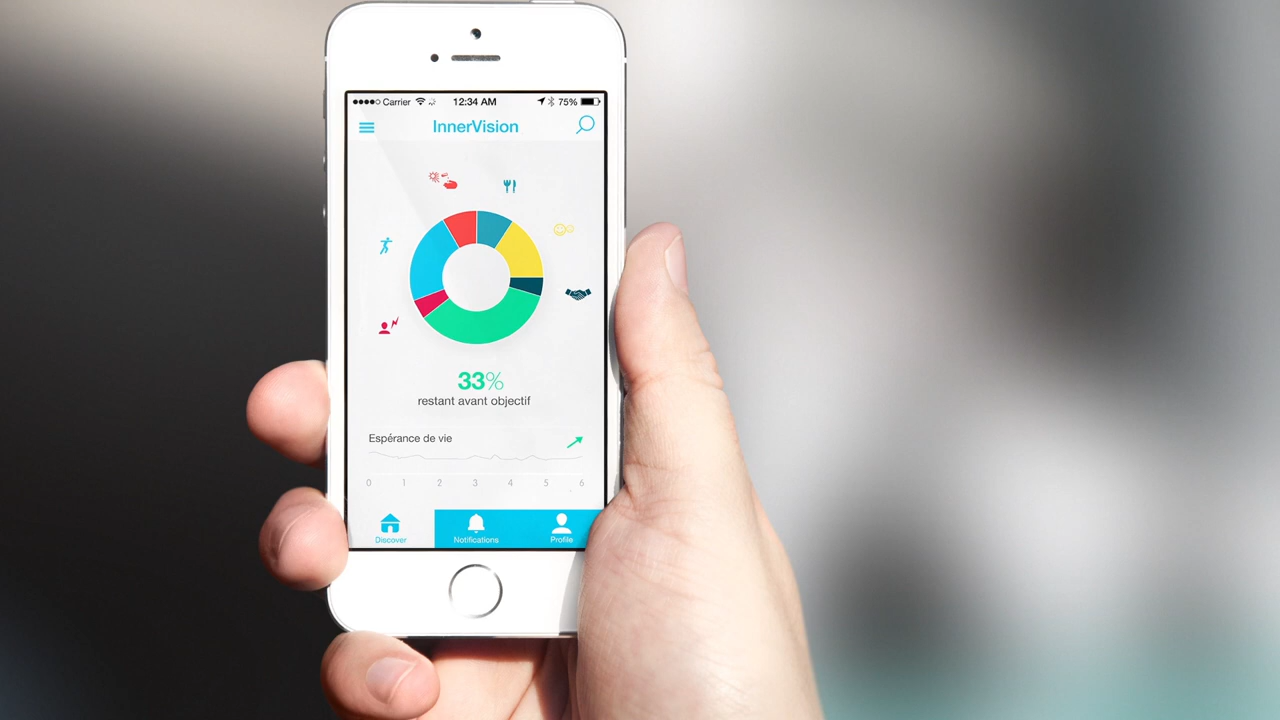 Carrier 12:34 AM 75%
InnerVision
33%
restant avant objectif
Espérance de vie
0 1 2 3 4 5 6
Discover Notifications Profile